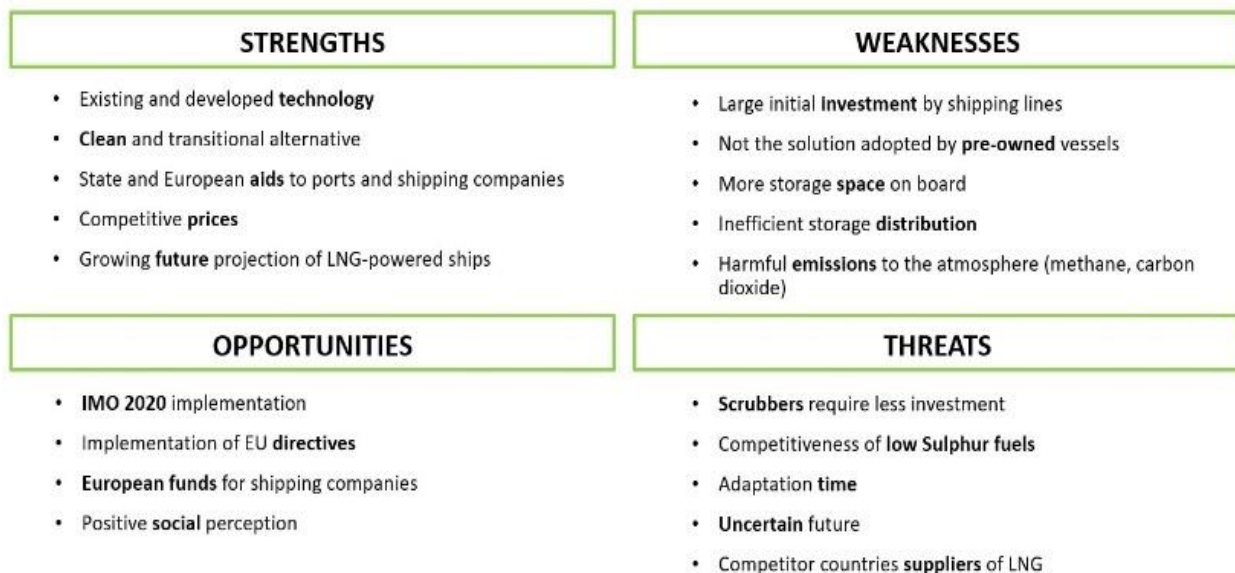 STRENGTHS
• Existing and developed technology
• Clean and transitional alternative
• State and European aids to ports and shipping companies
• Competitive prices
• Growing future projection of LNG-powered ships
WEAKNESSES
• Large initial investment by shipping lines
• Not the solution adopted by pre-owned vessels
• More storage space on board
• Inefficient storage distribution
• Harmful emissions to the atmosphere (methane, carbon
dioxide)
OPPORTUNITIES
• IMO 2020 implementation
• Implementation of EU directives
• European funds for shipping companies
• Positive social perception
THREATS
• Scrubbers require less investment
• Competitiveness of low Sulphur fuels
• Adaptation time
• Uncertain future
• Competitor countries suppliers of LNG